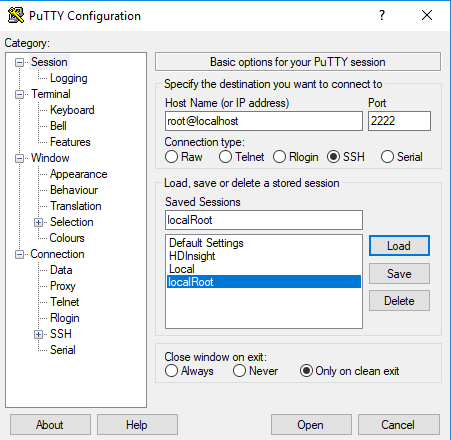 PuTTY Configuration
?
Category:
Session
Logging
Terminal
Keyboard
Bell
Features
Window
Appearance
Behaviour
Translation
Selection
Colours
Connection
Data
Proxy
Telnet
Rlogin
SSH
Serial
Basic options for your PuTTY session
Specify the destination you want to connect to
Host Name (or IP address) Port
root@localhost 2222
Connection type:
Raw Telnet Rlogin SSH Serial
Load, save or delete a stored session
Saved Sessions
localRoot
Default Settings
HDInsight
Local
localRoot
Load
Save
Delete
Close window on exit:
Always Never Only on clean exit
About Help Open Cancel